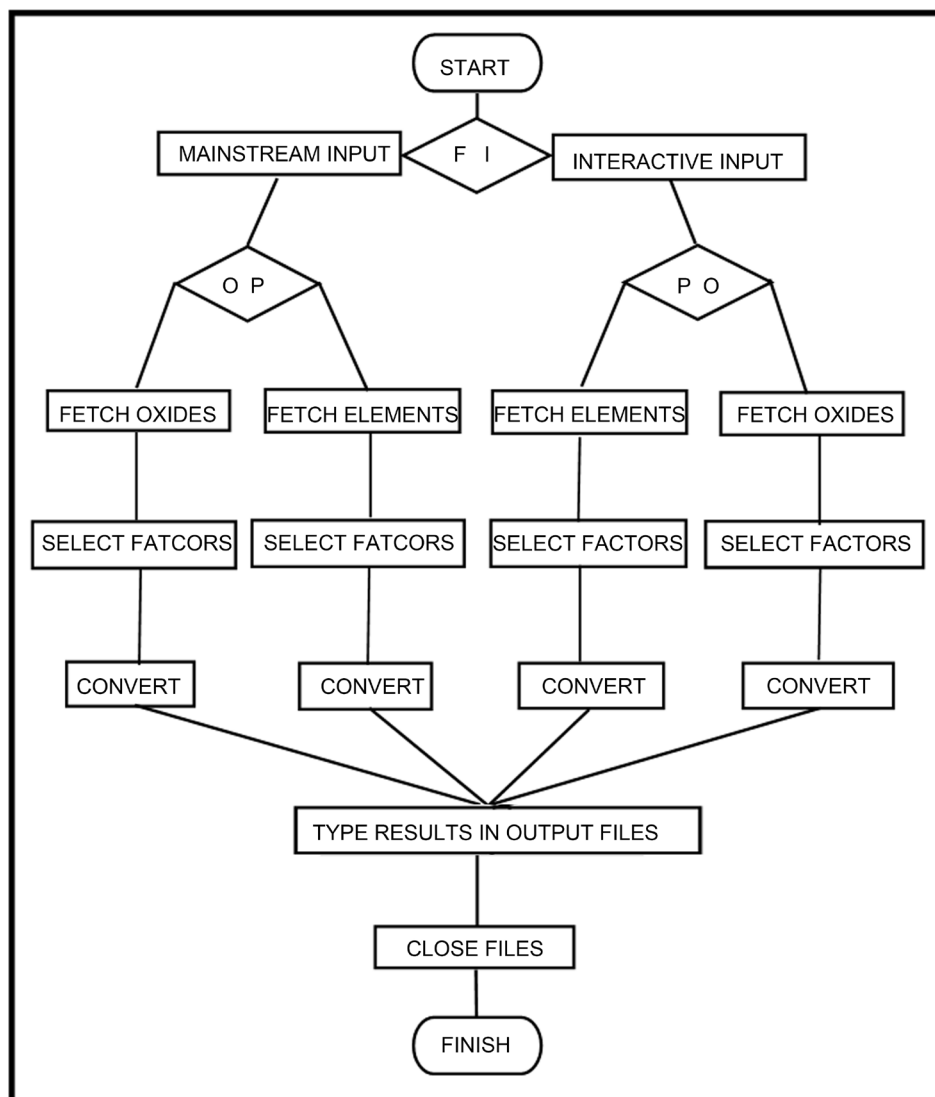 START
MAINSTREAM INPUT
F I
INTERACTIVE INPUT
O P
P O
FETCH OXIDES
FETCH ELEMENTS
FETCH ELEMENTS
FETCH OXIDES
SELECT FATCORS
SELECT FATCORS
SELECT FACTORS
SELECT FACTORS
CONVERT
CONVERT
CONVERT
CONVERT
TYPE RESULTS IN OUTPUT FILES
CLOSE FILES
FINISH